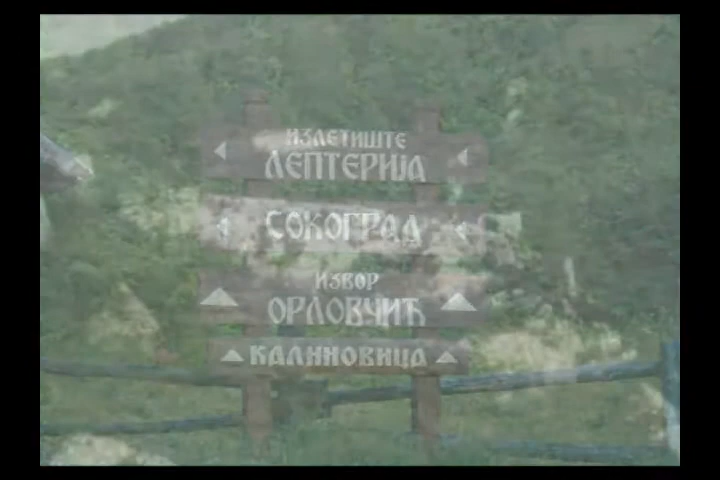 ИЗЛЕТИШТЕ
ЛЕПТЕРИЈА
СОКОГРАД
ИЗВОР
ОРЛОВЧИЋ
КАЛИНОВИЦА